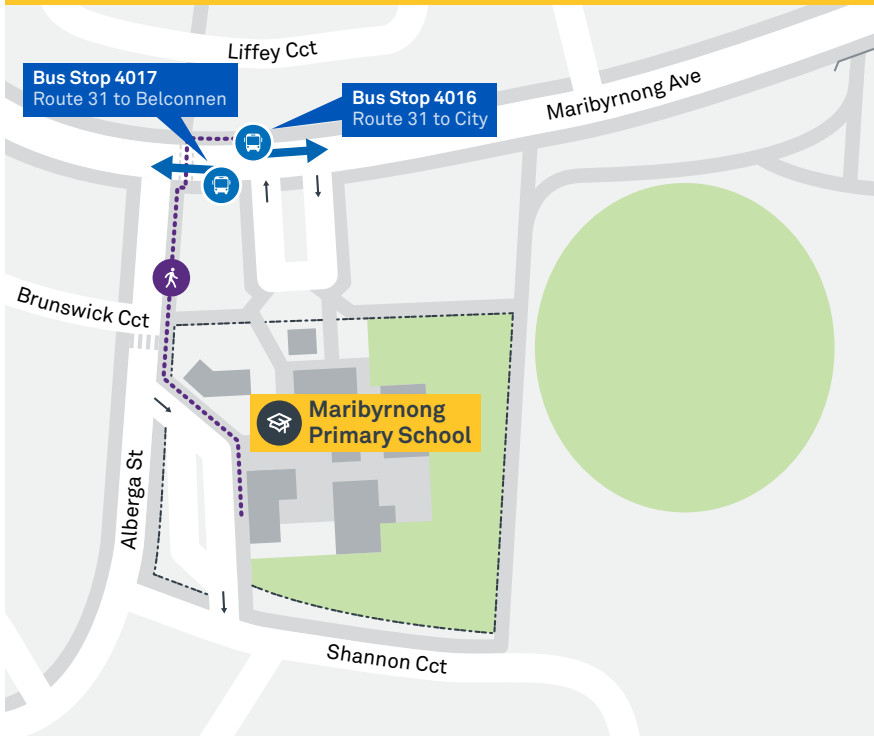 Liffey Cct
Bus Stop 4017
Route 31 to Belconnen
Bus Stop 4016
Route 31 to City
Maribyrnong Ave
Brunswick Cct
Maribyrnong
Primary School
Alberga St
Shannon Cct